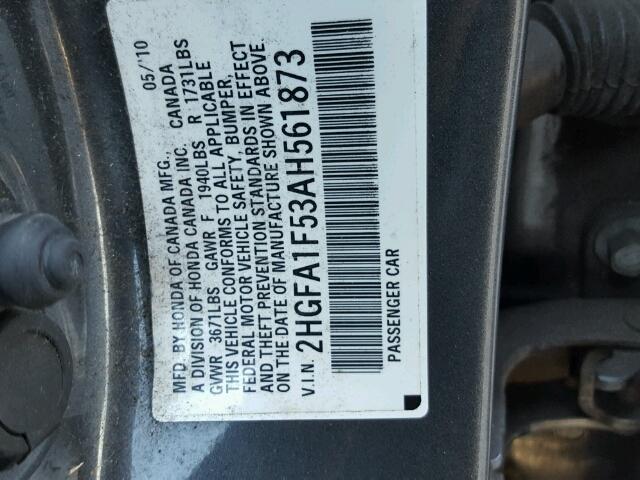 MFD. BY HONDA OF CANADA MFG., CANADA 05/'10
A DIVISION OF HONDA CANADA INC.
GVWR 3671LBS GAWR F 1940LBS R 1731LBS
THIS VEHICLE CONFORMS TO ALL APPLICABLE
FEDERAL MOTOR VEHICLE SAFETY, BUMPER,
AND THEFT PREVENTION STANDARDS IN EFFECT
ON THE DATE OF MANUFACTURE SHOWN ABOVE.
V.I.N. 2HGFA1F53AH561873
PASSENGER CAR